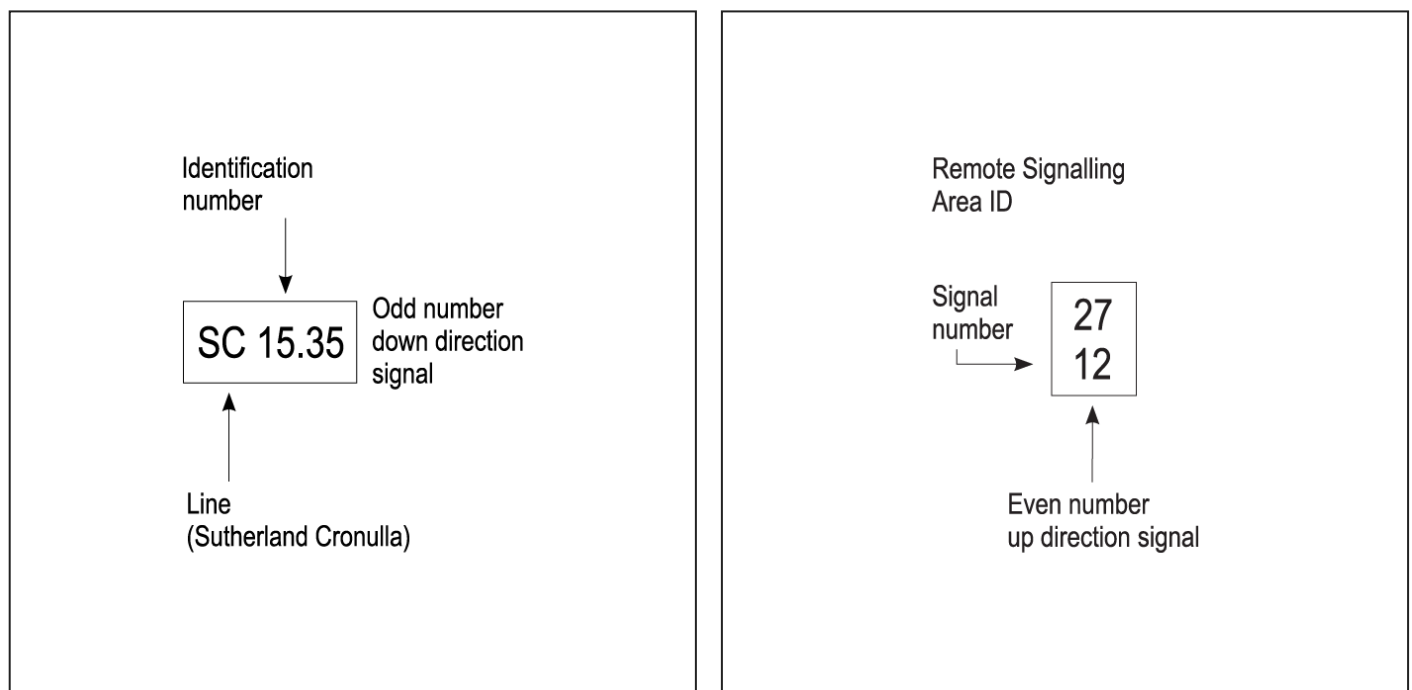 Identification
number
SC 15.35
Odd number
down direction
signal
Line
(Sutherland Cronulla)
Remote Signalling
Area ID
Signal
number
27
12
Even number
up direction signal